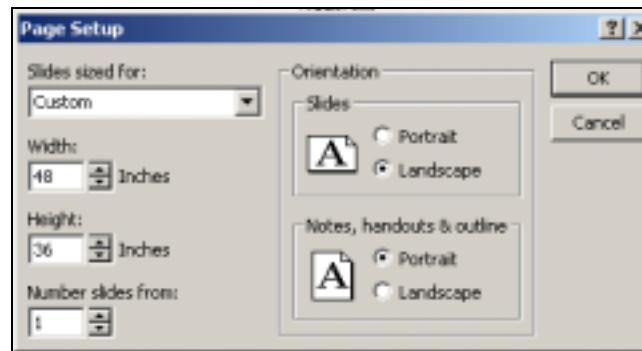 Page Setup
Slides sized for:
Custom
Width:
48 Inches
Height:
36 Inches
Number slides from:
1
Orientation
Slides
A
Portrait
Landscape
Notes, handouts & outline
A
Portrait
Landscape
OK
Cancel